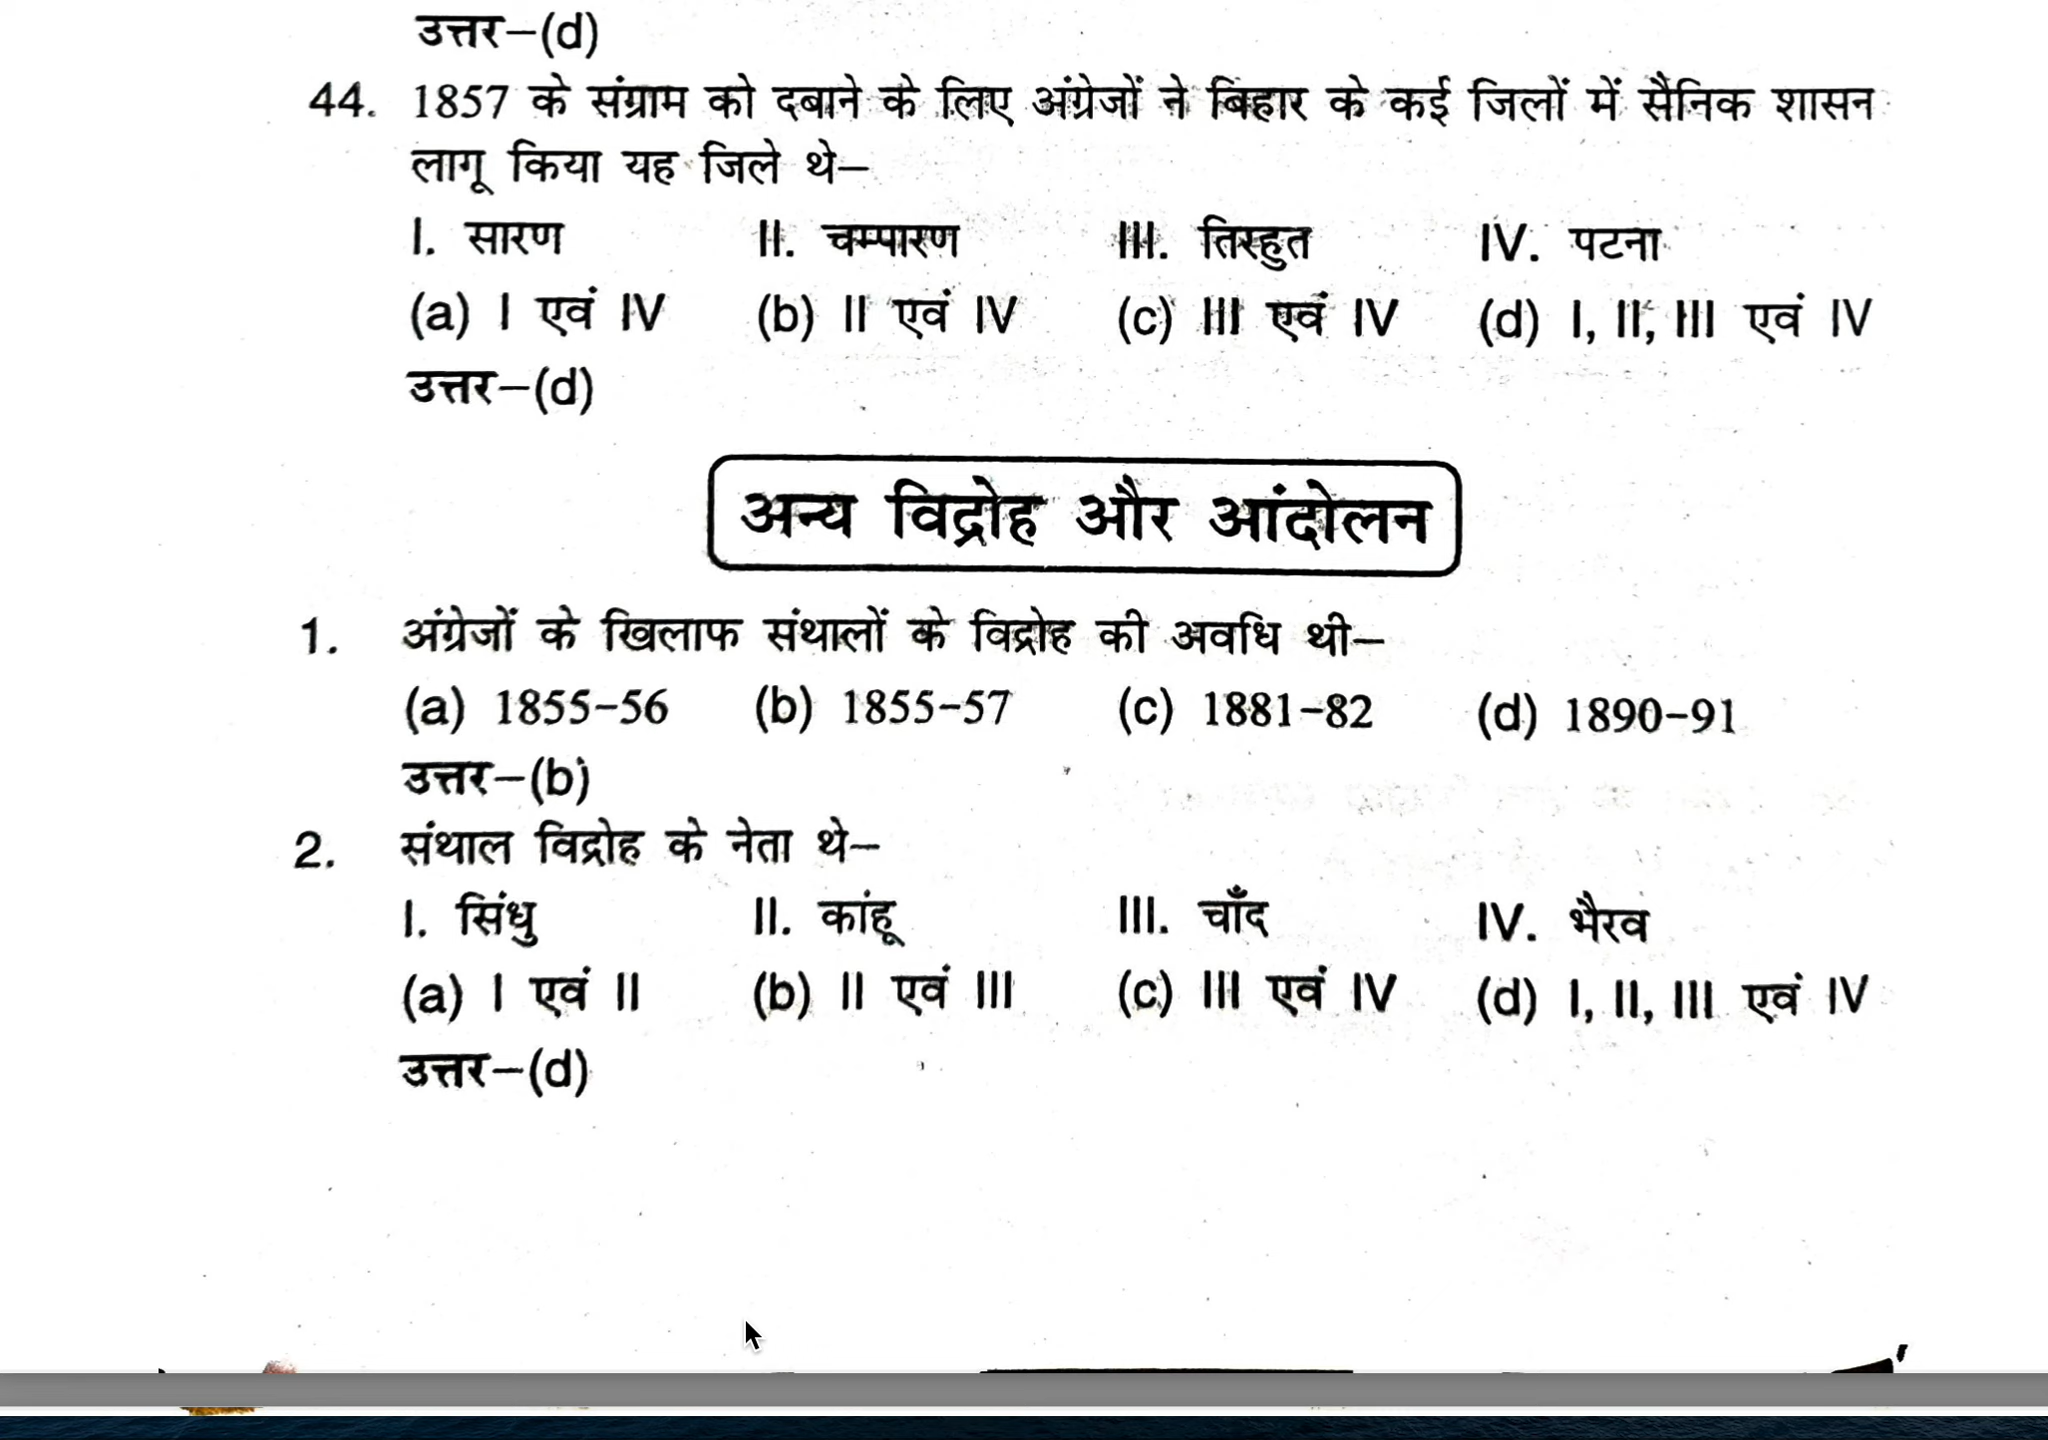 उत्तर–(d)
44. 1857 के संग्राम को दबाने के लिए अंग्रेजों ने बिहार के कई जिलों में सैनिक शासन
लागू किया यह जिले थे–
I. सारण II. चम्पारण III. तिरहुत IV. पटना
(a) I एवं IV (b) II एवं IV (c) III एवं IV (d) I, II, III एवं IV
उत्तर–(d)
अन्य विद्रोह और आंदोलन
1. अंग्रेजों के खिलाफ संथालों के विद्रोह की अवधि थी–
(a) 1855-56 (b) 1855-57 (c) 1881-82 (d) 1890-91
उत्तर–(b)
2. संथाल विद्रोह के नेता थे–
I. सिंधु II. कांहू III. चाँद IV. भैरव
(a) I एवं II (b) II एवं III (c) III एवं IV (d) I, II, III एवं IV
उत्तर–(d)